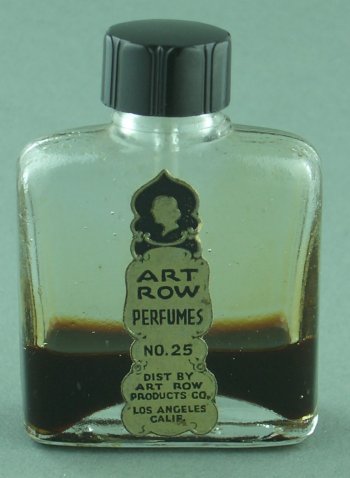 ART
ROW
PERFUMES
NO. 25
DIST BY
ART ROW
PRODUCTS CO.
LOS ANGELES
CALIF.